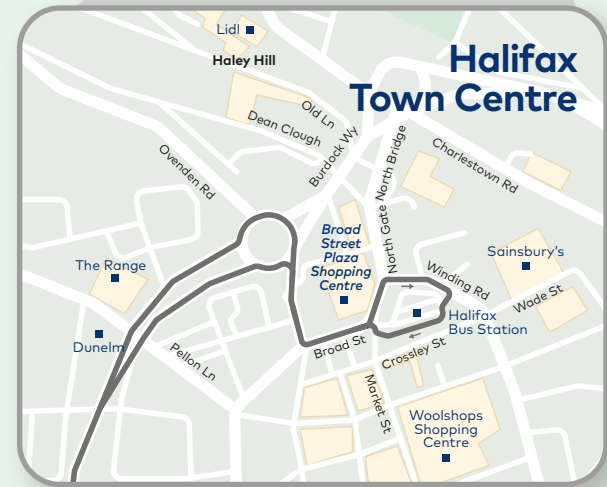 Halifax
Town Centre
Lidl
Haley Hill
Old Ln
Dean Clough
Burdock Wy
Ovenden Rd
North Gate North Bridge
Charlestown Rd
Broad
Street
Plaza
Shopping
Centre
Sainsbury's
The Range
Winding Rd
Wade St
Halifax
Bus Station
Dunelm
Pellon Ln
Broad St
Crossley St
Market St
Woolshops
Shopping
Centre